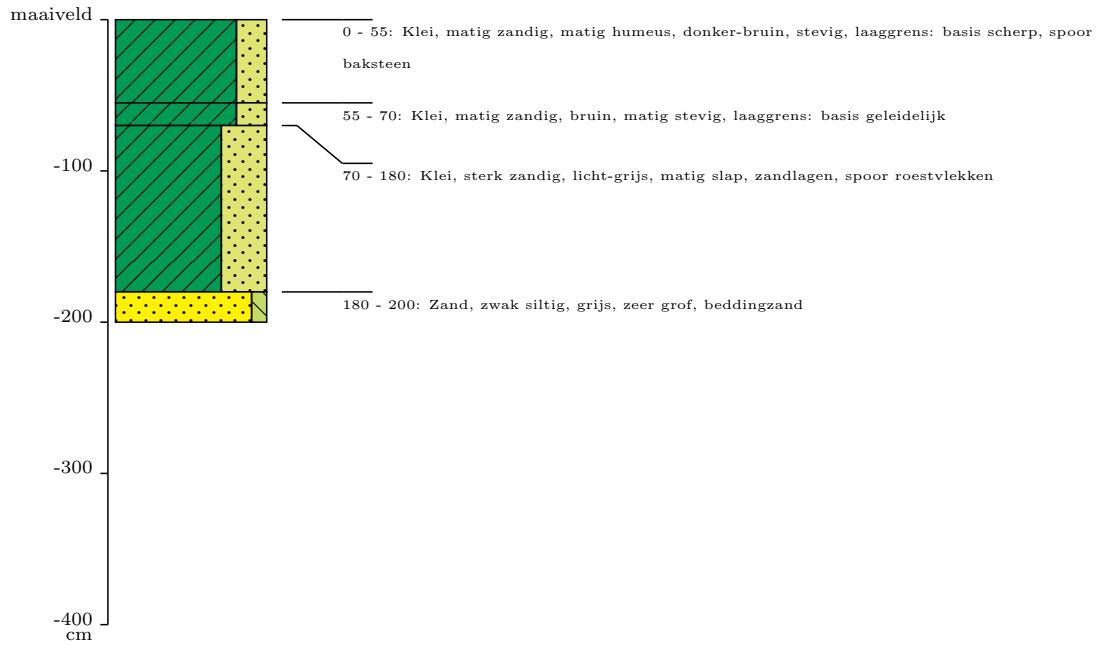 maaiveld
0 - 55: Klei, matig zandig, matig humeus, donker-bruin, stevig, laaggrens: basis scherp, spoor
baksteen
55 - 70: Klei, matig zandig, bruin, matig stevig, laaggrens: basis geleidelijk
-100
70 - 180: Klei, sterk zandig, licht-grijs, matig slap, zandlagen, spoor roestvlekken
180 - 200: Zand, zwak siltig, grijs, zeer grof, beddingzand
-200
-300
-400
cm